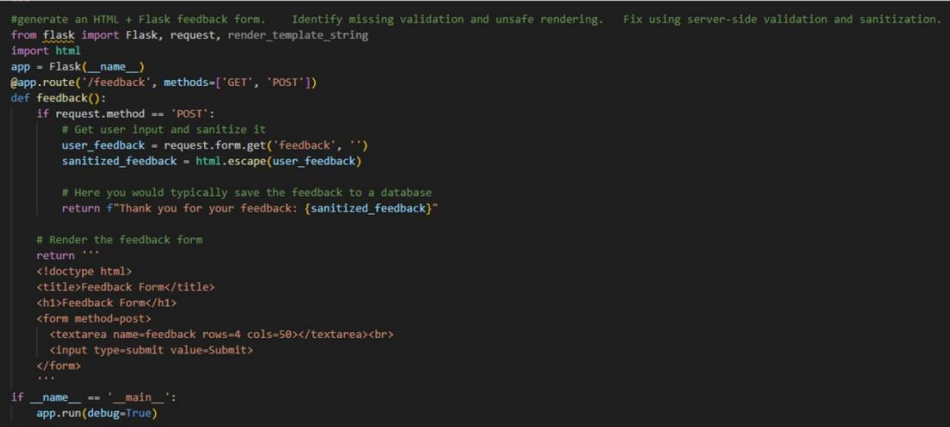 #generate an HTML + Flask feedback form.    Identify missing validation and unsafe rendering.   Fix using server-side validation and sanitization.
from flask import Flask, request, render_template_string
import html
app = Flask(__name__)
@app.route('/feedback', methods=['GET', 'POST'])
def feedback():
    if request.method == 'POST':
        # Get user input and sanitize it
        user_feedback = request.form.get('feedback', '')
        sanitized_feedback = html.escape(user_feedback)
        # Here you would typically save the feedback to a database
        return f"Thank you for your feedback: {sanitized_feedback}"
    # Render the feedback form
    return '''
    <!doctype html>
    <title>Feedback Form</title>
    <h1>Feedback Form</h1>
    <form method=post>
      <textarea name=feedback rows=4 cols=50></textarea><br>
      <input type=submit value=Submit>
    </form>
    '''
if __name__ == '__main__':
    app.run(debug=True)